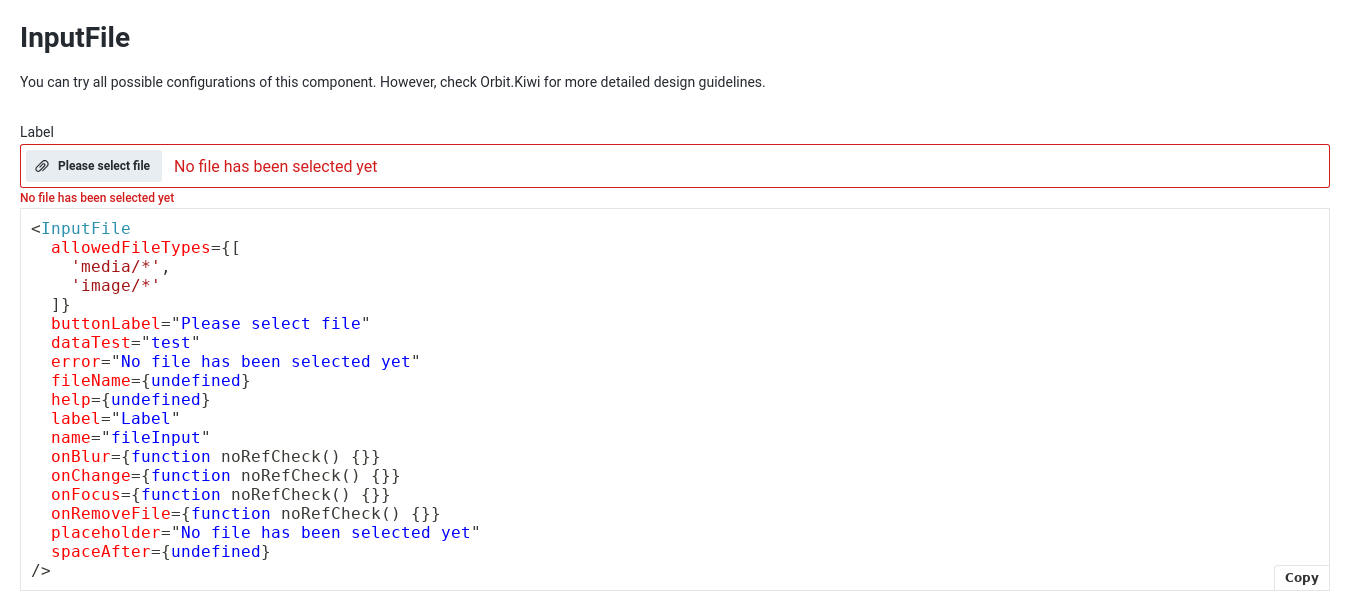 InputFile
You can try all possible configurations of this component. However, check Orbit.Kiwi for more detailed design guidelines.
Label
Please select file No file has been selected yet
No file has been selected yet
<InputFile
  allowedFileTypes={[
    'media/*',
    'image/*'
  ]}
  buttonLabel="Please select file"
  dataTest="test"
  error="No file has been selected yet"
  fileName={undefined}
  help={undefined}
  label="Label"
  name="fileInput"
  onBlur={function noRefCheck() {}}
  onChange={function noRefCheck() {}}
  onFocus={function noRefCheck() {}}
  onRemoveFile={function noRefCheck() {}}
  placeholder="No file has been selected yet"
  spaceAfter={undefined}
/>
Copy